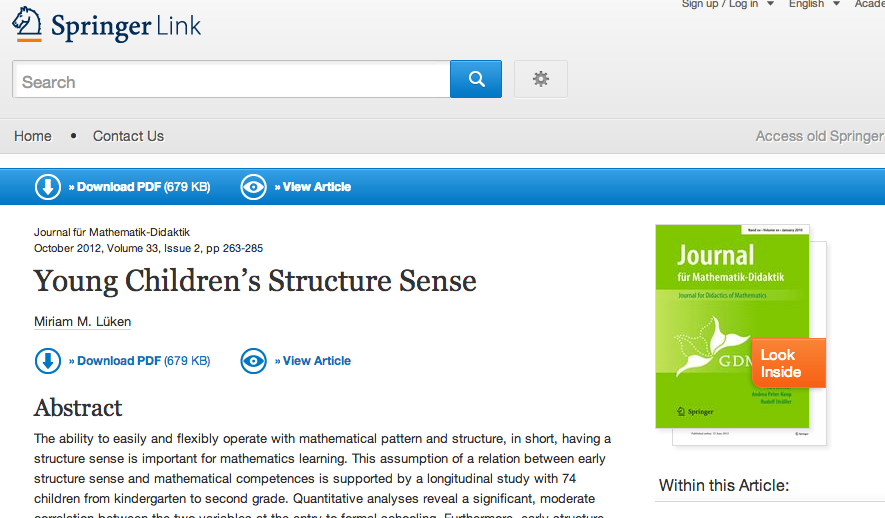 Sign up / Log in English Acade
Springer Link
Search
Home • Contact Us Access old Springer
» Download PDF (679 KB) » View Article
Journal für Mathematik-Didaktik
October 2012, Volume 33, Issue 2, pp 263-285
Young Children's Structure Sense
Miriam M. Lüken
» Download PDF (679 KB) » View Article
Abstract
The ability to easily and flexibly operate with mathematical pattern and structure, in short, having a
structure sense is important for mathematics learning. This assumption of a relation between early
structure sense and mathematical competences is supported by a longitudinal study with 74
children from kindergarten to second grade. Quantitative analyses reveal a significant, moderate
correlation between the two variables at the entry to formal schooling. Furthermore, early structure
Journal
für Mathematik-Didaktik
Journal for Didactics of Mathematics
GDM
Look
Inside
Springer
Springer
Within this Article: